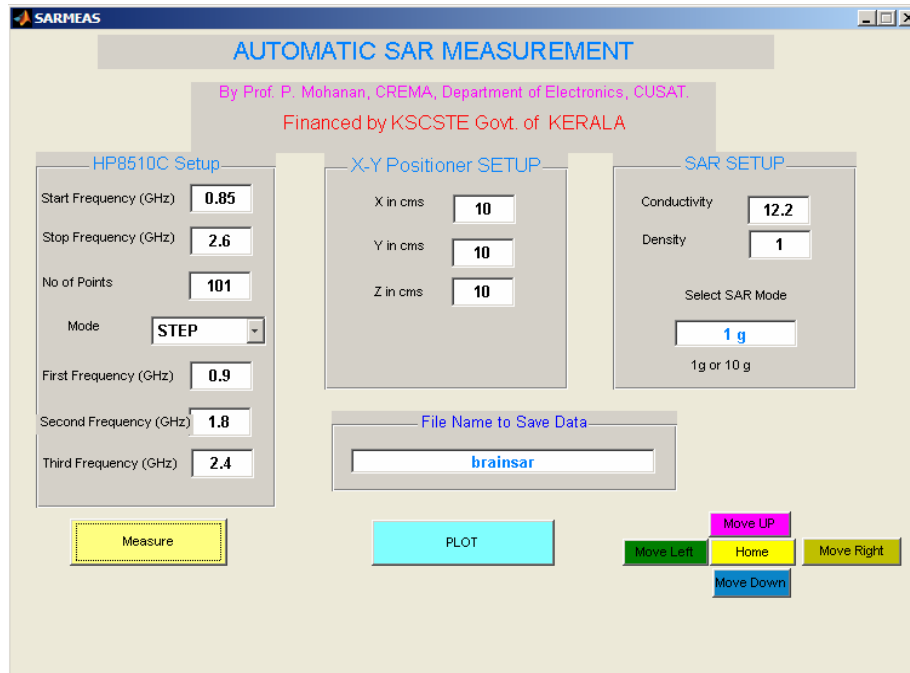 SARMEAS
AUTOMATIC SAR MEASUREMENT
By Prof. P. Mohanan, CREMA, Department of Electronics, CUSAT.
Financed by KSCSTE Govt. of KERALA
HP8510C Setup
Start Frequency (GHz) 0.85
Stop Frequency (GHz) 2.6
No of Points 101
Mode STEP
First Frequency (GHz) 0.9
Second Frequency (GHz) 1.8
Third Frequency (GHz) 2.4
X-Y Positioner SETUP
X in cms 10
Y in cms 10
Z in cms 10
SAR SETUP
Conductivity 12.2
Density 1
Select SAR Mode
1 g
1g or 10 g
File Name to Save Data
brainsar
Measure
PLOT
Move UP
Move Left Home Move Right
Move Down